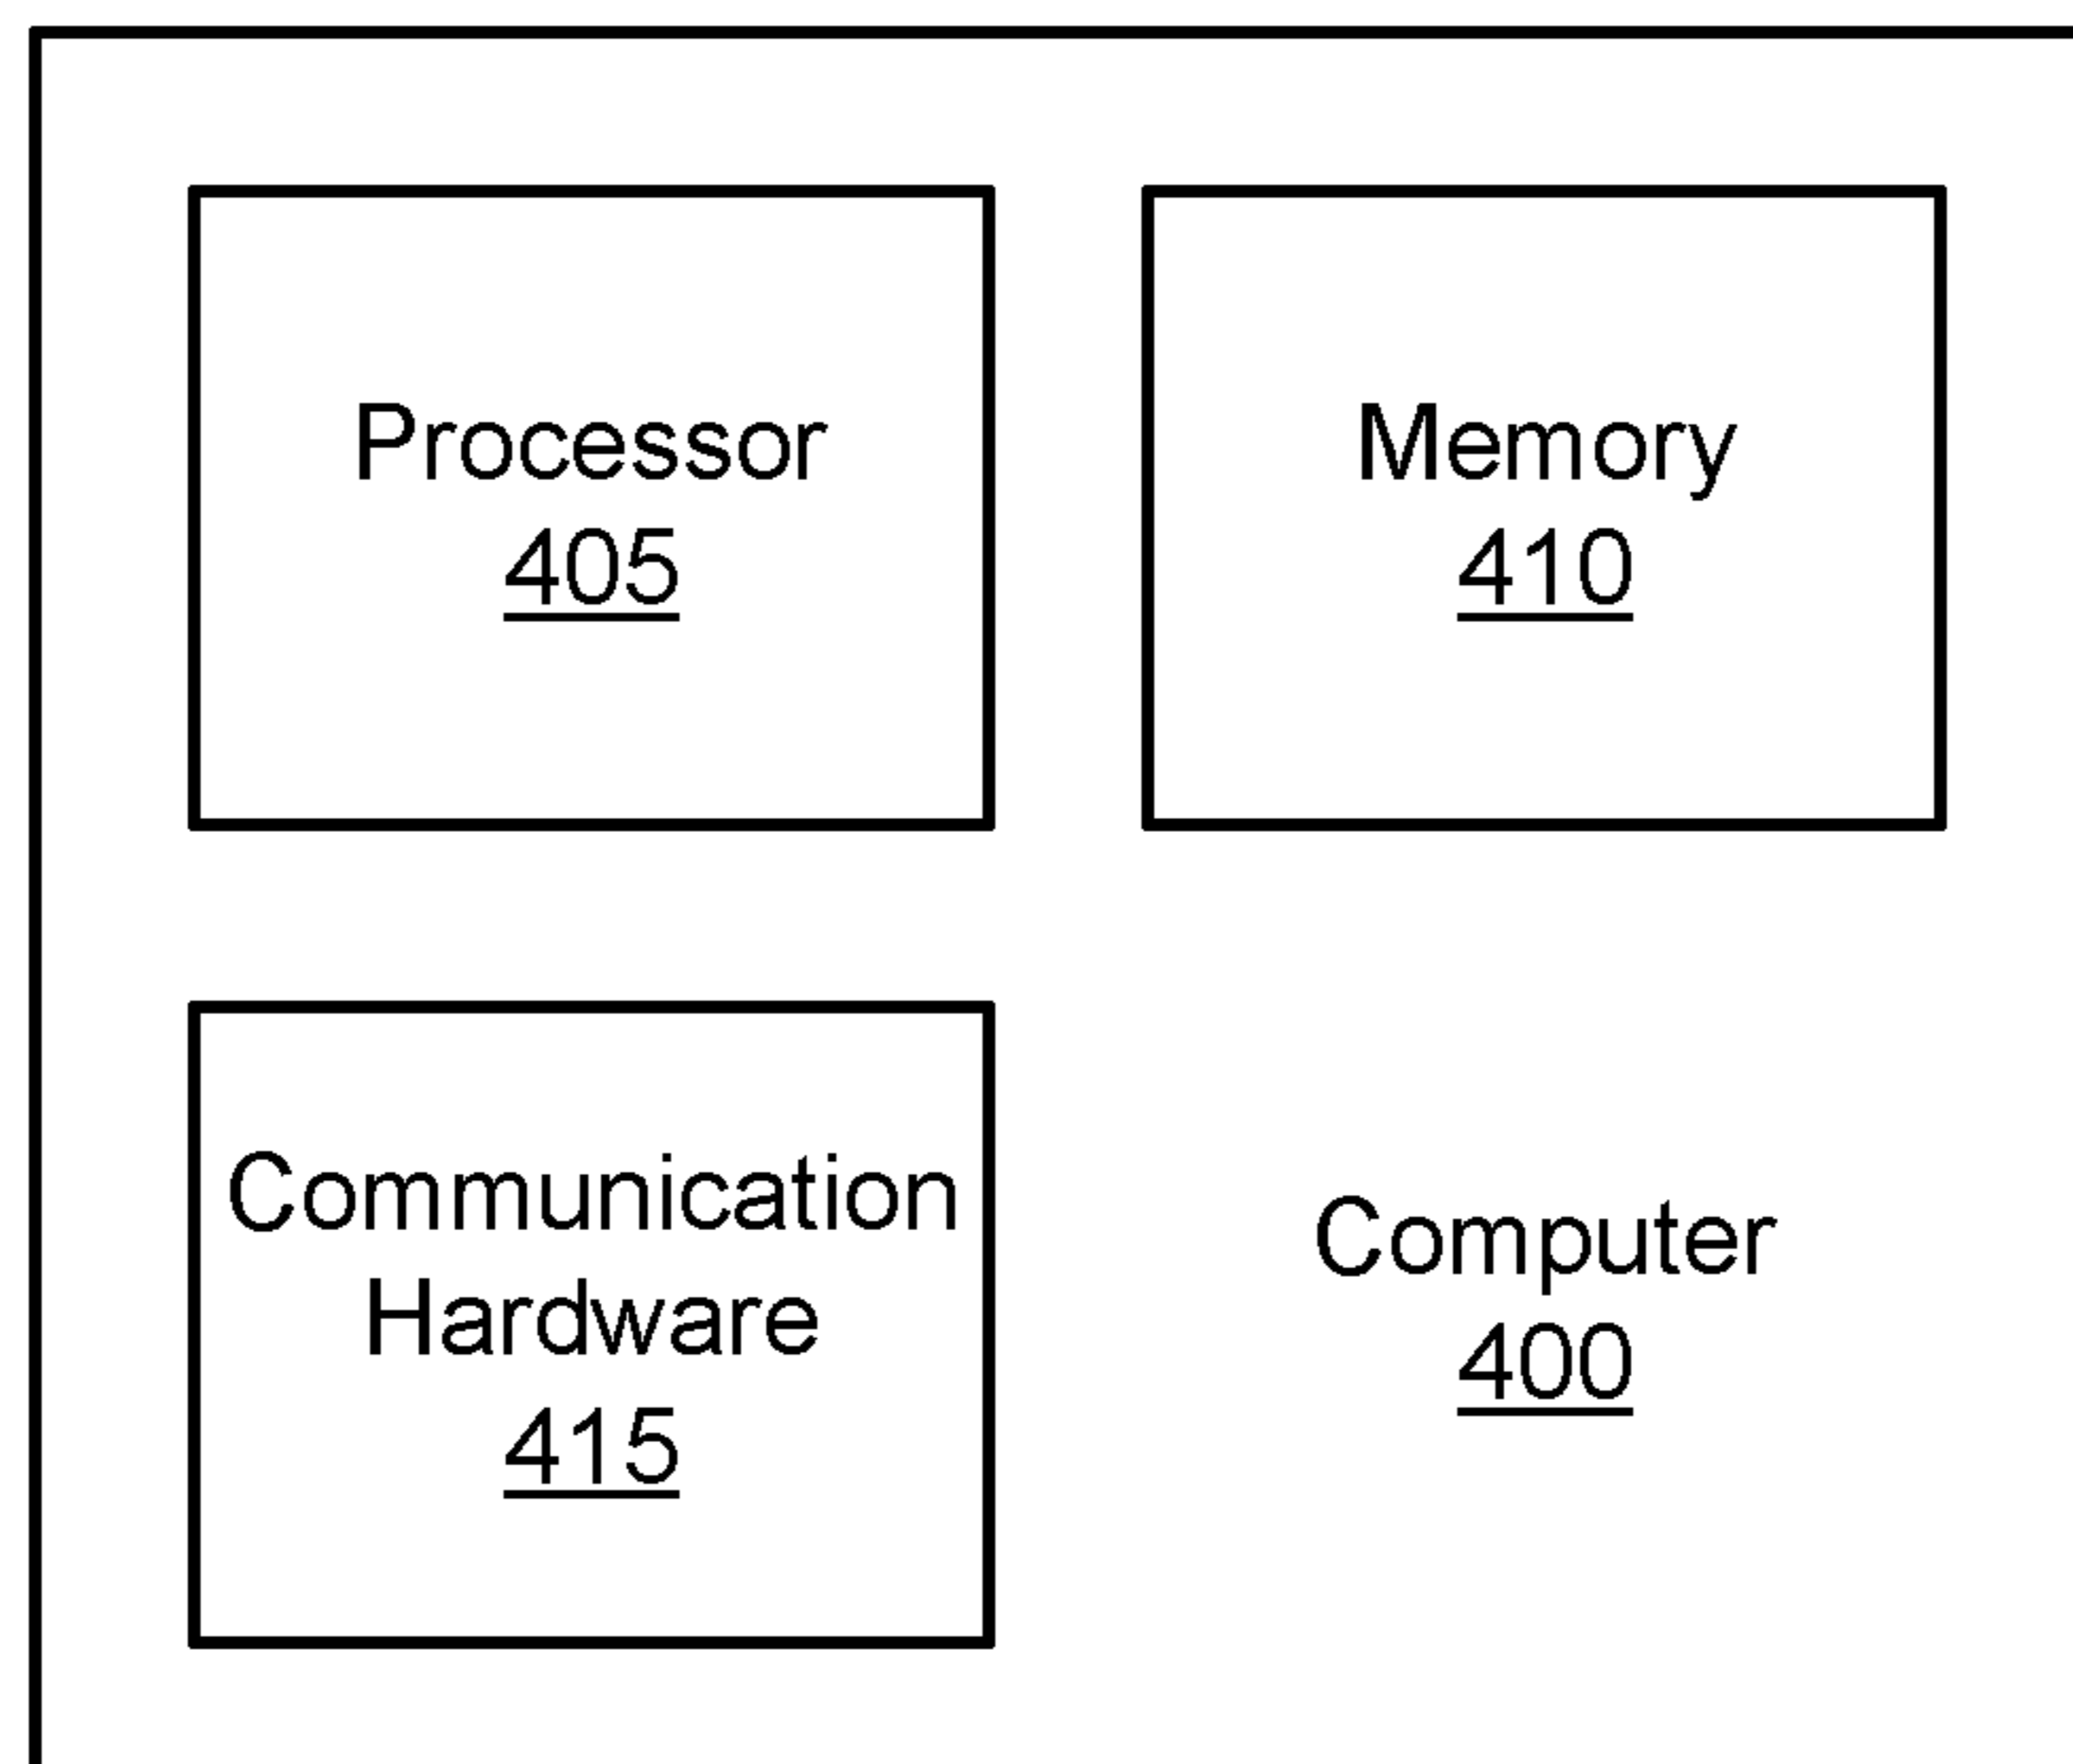 Processor
405
Memory
410
Communication
Hardware
415
Computer
400